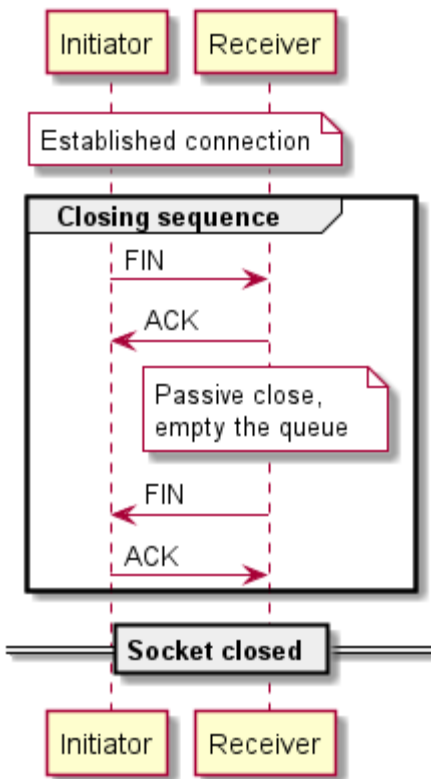 Initiator
Receiver
Established connection
Closing sequence
FIN
ACK
Passive close,
empty the queue
FIN
ACK
Socket closed
Initiator
Receiver